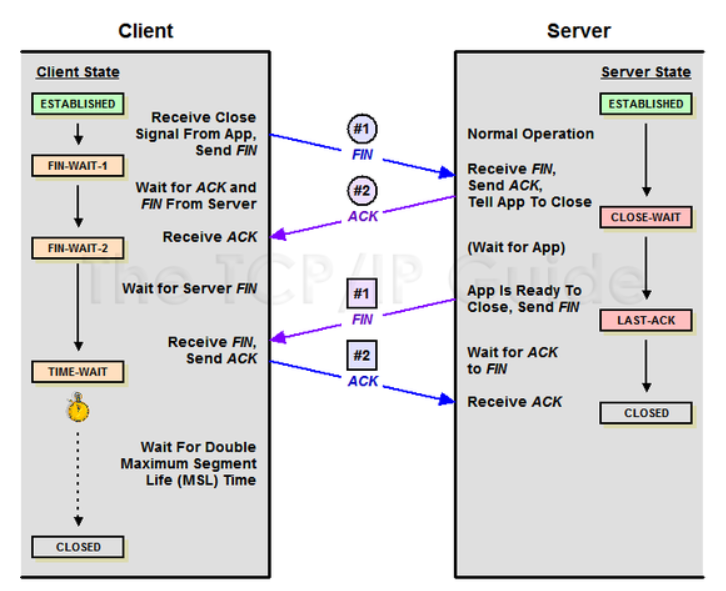 Client
Server
Client State
ESTABLISHED
Receive Close
Signal From App,
Send FIN
FIN-WAIT-1
Wait for ACK and
FIN From Server
Receive ACK
FIN-WAIT-2
Wait for Server FIN
Receive FIN,
Send ACK
TIME-WAIT
Wait For Double
Maximum Segment
Life (MSL) Time
CLOSED
#1
FIN
#2
ACK
#1
FIN
#2
ACK
Server State
ESTABLISHED
Normal Operation
Receive FIN,
Send ACK,
Tell App To Close
CLOSE-WAIT
(Wait for App)
App Is Ready To
Close, Send FIN
LAST-ACK
Wait for ACK
to FIN
Receive ACK
CLOSED
The TCP/IP Guide